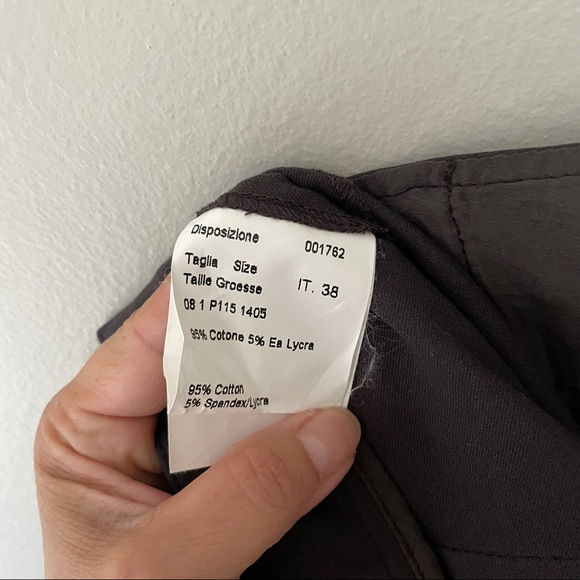 Disposizione 001762
Taglia Size
Taille Groesse IT. 38
08 1 P115 1405
95% Cotone 5% Ea Lycra
95% Cotton
5% Spandex/Lycra